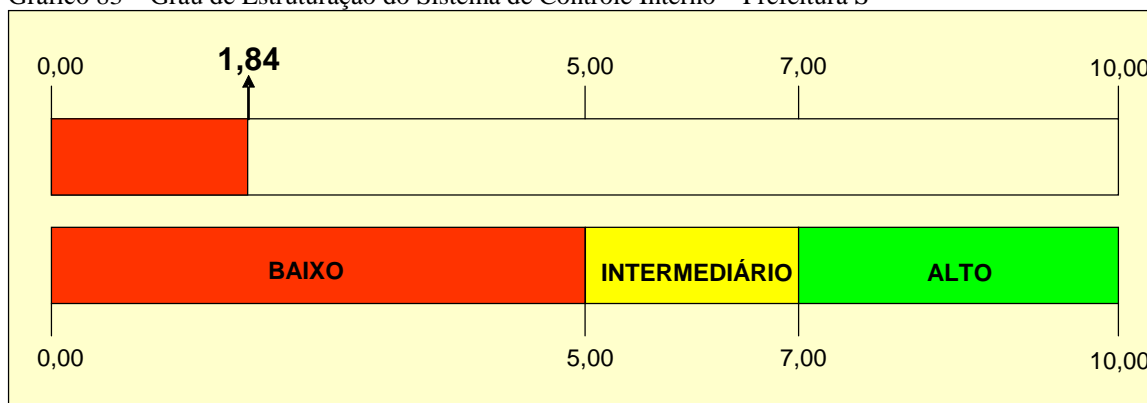 Gráfico 83 – Grau de Estruturação do Sistema de Controle Interno – Prefeitura S
0,00 1,84 5,00 7,00 10,00
BAIXO INTERMEDIÁRIO ALTO
0,00 5,00 7,00 10,00